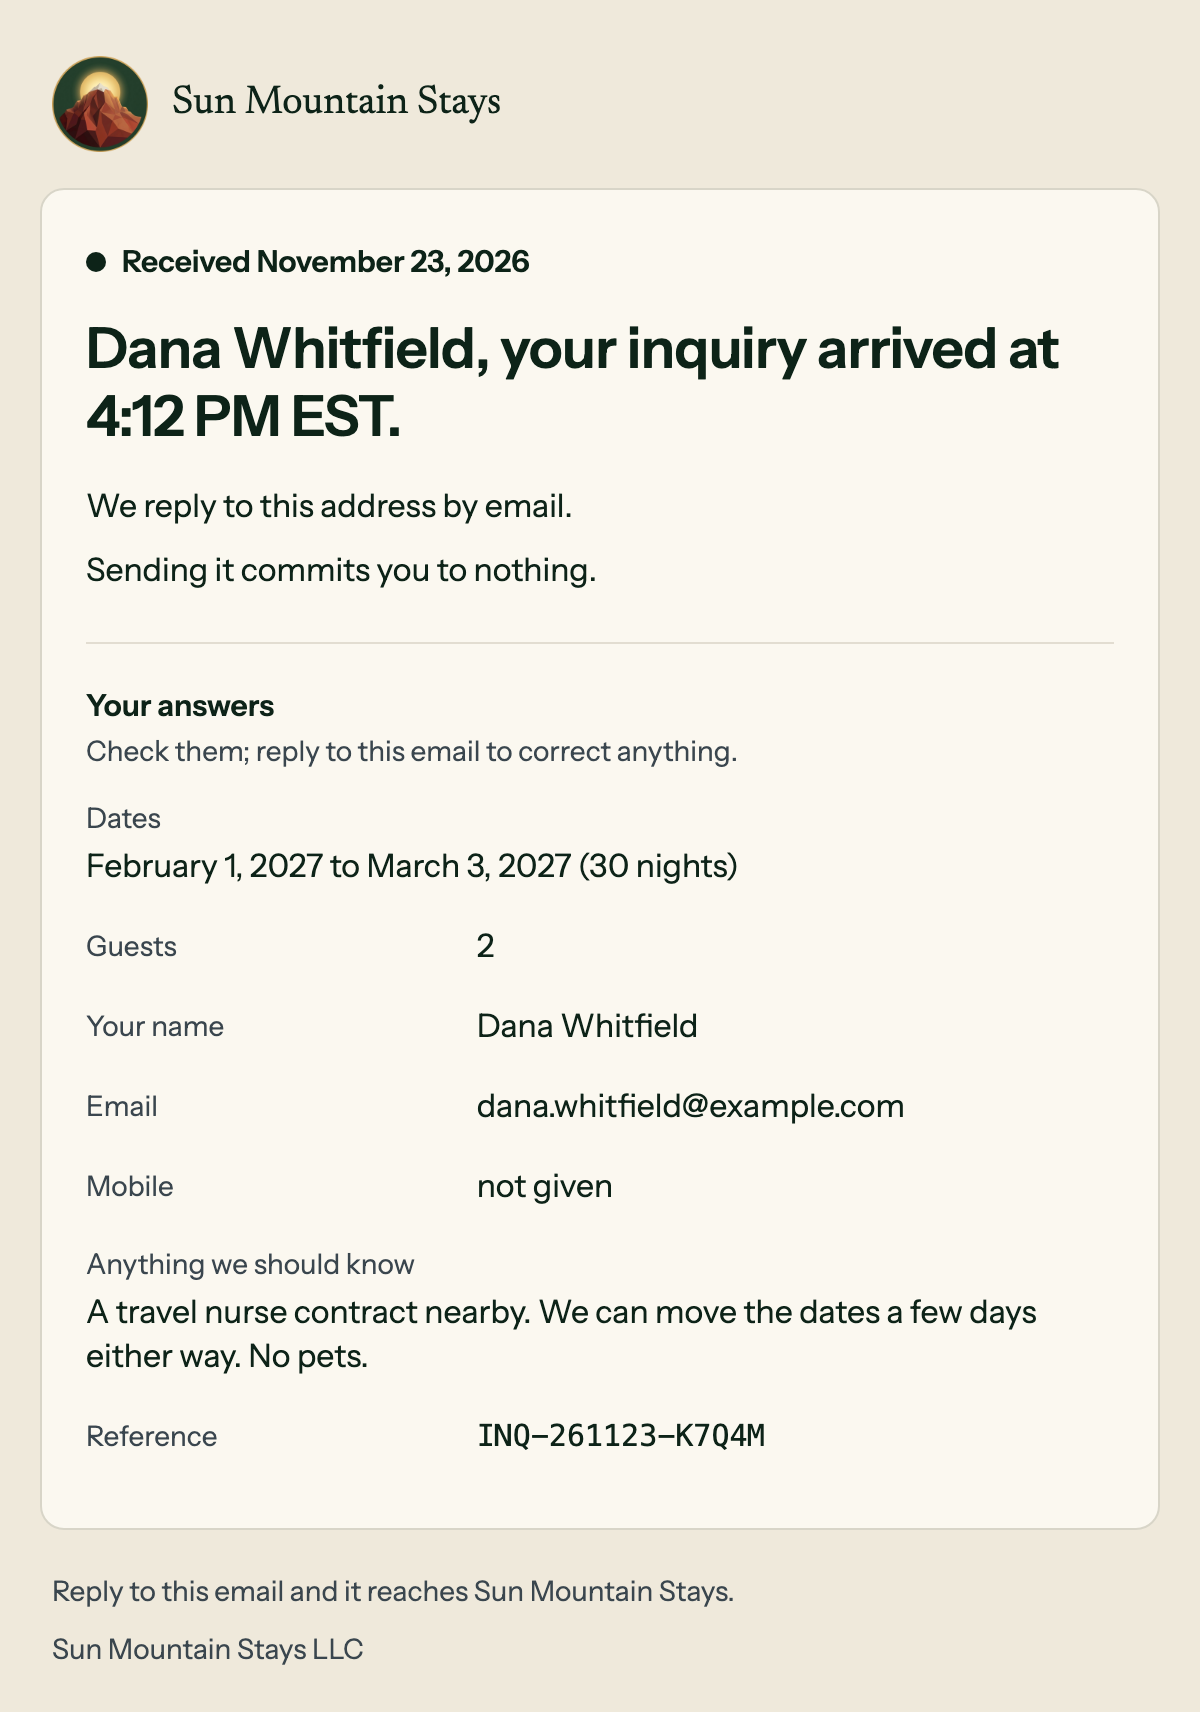 Sun Mountain Stays
Received November 23, 2026
Dana Whitfield, your inquiry arrived at
4:12 PM EST.
We reply to this address by email.
Sending it commits you to nothing.
Your answers
Check them; reply to this email to correct anything.
Dates
February 1, 2027 to March 3, 2027 (30 nights)
Guests 2
Your name Dana Whitfield
Email dana.whitfield@example.com
Mobile not given
Anything we should know
A travel nurse contract nearby. We can move the dates a few days
either way. No pets.
Reference INQ-261123-K7Q4M
Reply to this email and it reaches Sun Mountain Stays.
Sun Mountain Stays LLC